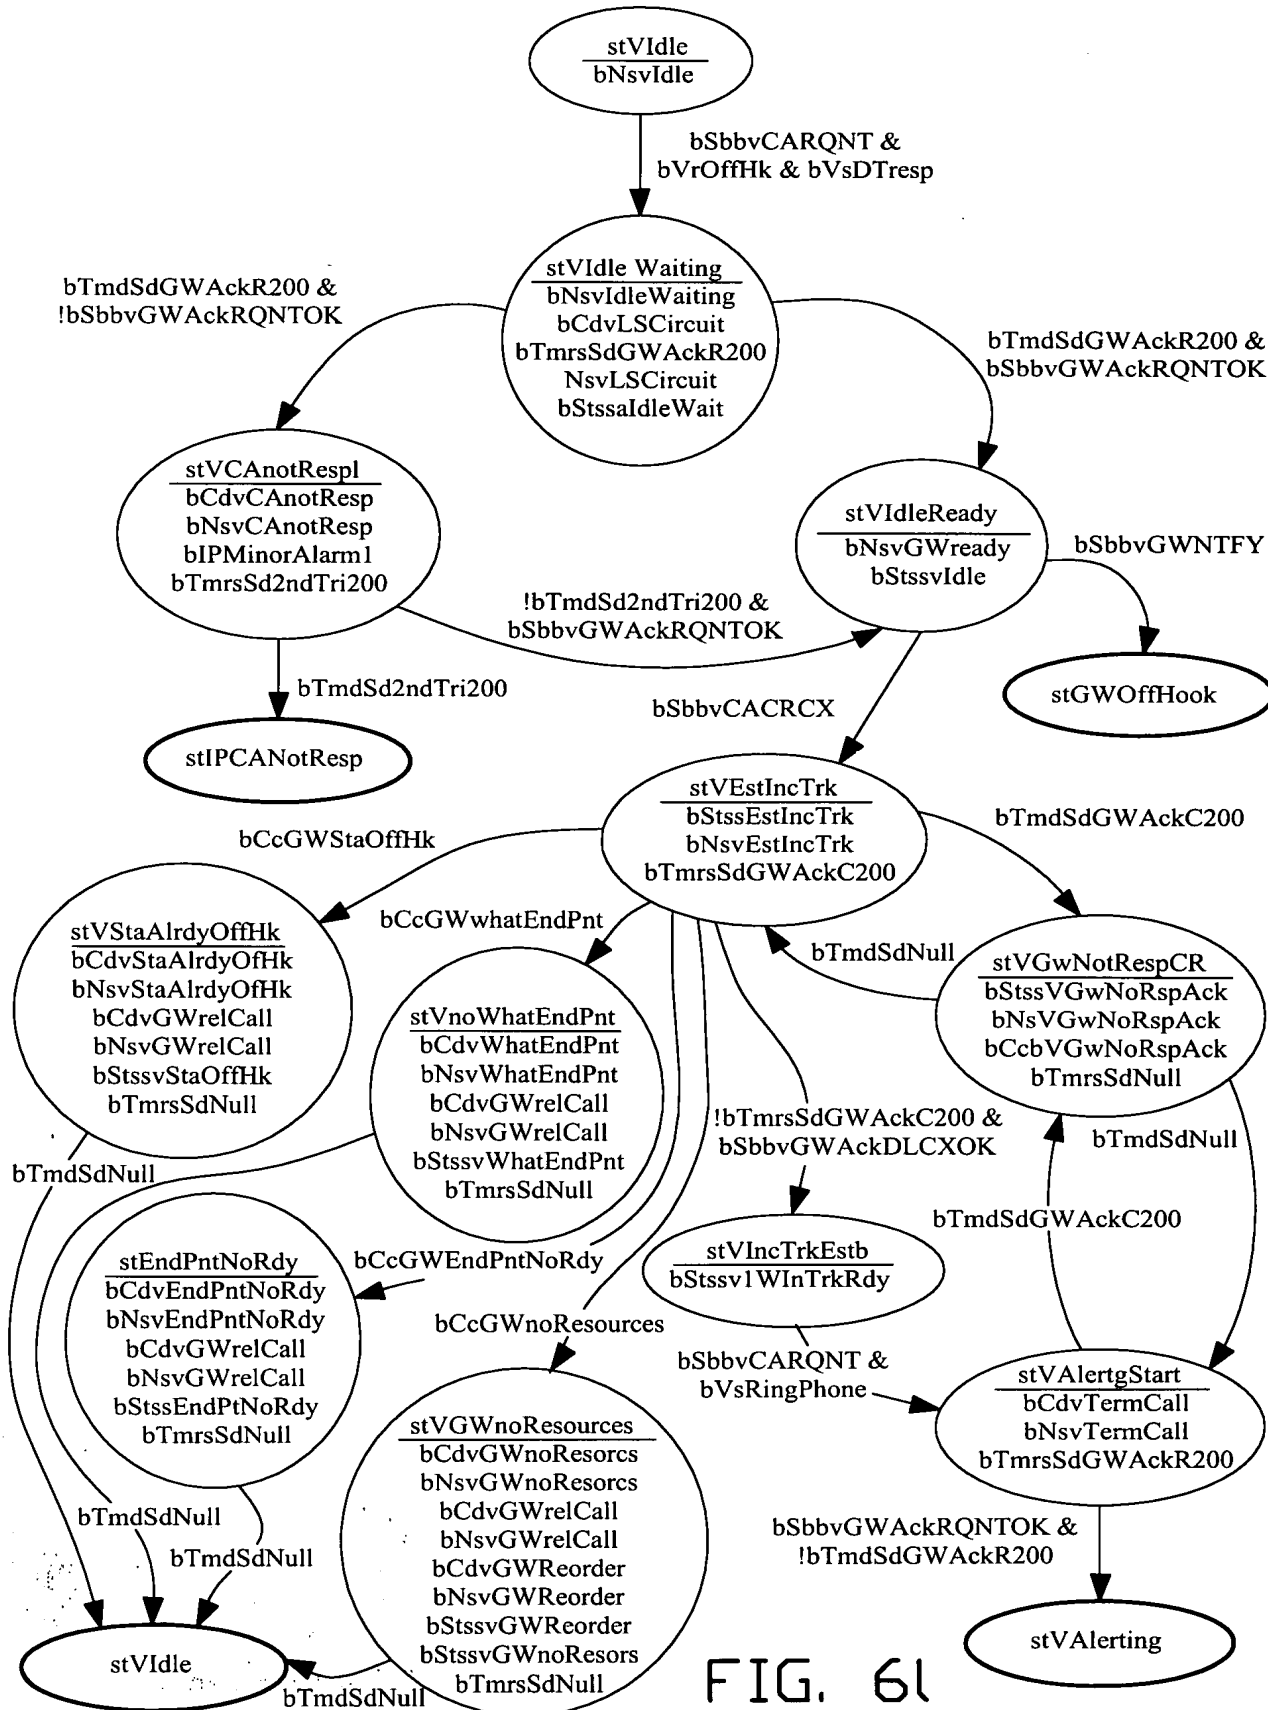 stVIdle
bNsvIdle
bSbbvCARQNT &
bVrOffHk & bVsDTresp
stVIdle Waiting
bNsvIdleWaiting
bCdvLSCircuit
bTmrsSdGWAckR200
NsvLSCircuit
bStssaIdleWait
bTmdSdGWAckR200 &
!bSbbvGWAckRQNTOK
bTmdSdGWAckR200 &
bSbbvGWAckRQNTOK
stVCAnotRespl
bCdvCAnotResp
bNsvCAnotResp
bIPMinorAlarm1
bTmrsSd2ndTri200
stVIdleReady
bNsvGWready
bStssvIdle
bSbbvGWNTFY
!bTmdSd2ndTri200 &
bSbbvGWAckRQNTOK
bTmdSd2ndTri200
stGWOffHook
bSbbvCACRCX
stIPCANotResp
stVEstIncTrk
bStssEstIncTrk
bNsvEstIncTrk
bTmrsSdGWAckC200
bCcGWStaOffHk
bTmdSdGWAckC200
bCcGWwhatEndPnt
stVStaAlrdyOffHk
bCdvStaAlrdyOfHk
bNsvStaAlrdyOfHk
bCdvGWrelCall
bNsvGWrelCall
bStssvStaOffHk
bTmrsSdNull
bTmdSdNull
stVGwNotRespCR
bStssVGwNoRspAck
bNsVGwNoRspAck
bCcbVGwNoRspAck
bTmrsSdNull
stVnoWhatEndPnt
bCdvWhatEndPnt
bNsvWhatEndPnt
bCdvGWrelCall
bNsvGWrelCall
bStssvWhatEndPnt
bTmrsSdNull
!bTmrsSdGWAckC200 &
bSbbvGWAckDLCXOK
bTmdSdNull
bTmdSdNull
bTmdSdGWAckC200
stEndPntNoRdy
bCdvEndPntNoRdy
bNsvEndPntNoRdy
bCdvGWrelCall
bNsvGWrelCall
bStssEndPtNoRdy
bTmrsSdNull
bCcGWEndPntNoRdy
stVIncTrkEstb
bStssv1WInTrkRdy
bCcGWnoResources
bSbbvCARQNT &
bVsRingPhone
stVAlertgStart
bCdvTermCall
bNsvTermCall
bTmrsSdGWAckR200
stVGWnoResources
bCdvGWnoResorcs
bNsvGWnoResorcs
bCdvGWrelCall
bNsvGWrelCall
bCdvGWReorder
bNsvGWReorder
bStssvGWReorder
bStssvGWnoResors
bTmrsSdNull
bTmdSdNull
bTmdSdNull
bSbbvGWAckRQNTOK &
!bTmdSdGWAckR200
stVIdle
bTmdSdNull
stVAlerting
FIG. 6l